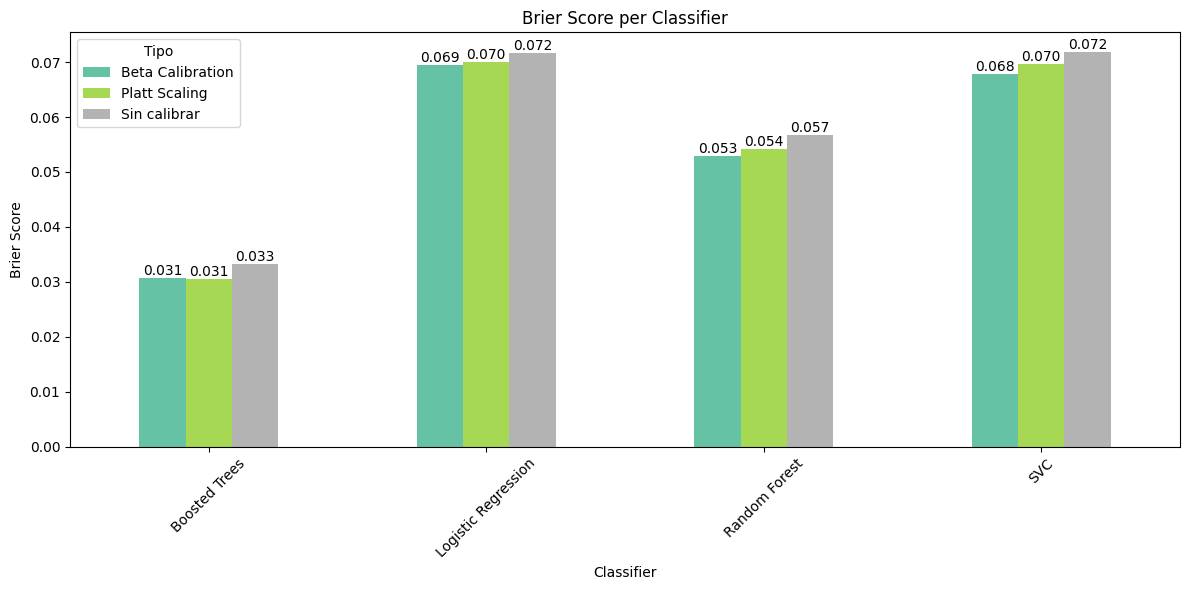 Brier Score per Classifier
Tipo
Beta Calibration
Platt Scaling
Sin calibrar
Brier Score
0.07
0.06
0.05
0.04
0.03
0.02
0.01
0.00
0.031
0.031
0.033
0.069
0.070
0.072
0.053
0.054
0.057
0.068
0.070
0.072
Boosted Trees
Logistic Regression
Random Forest
SVC
Classifier